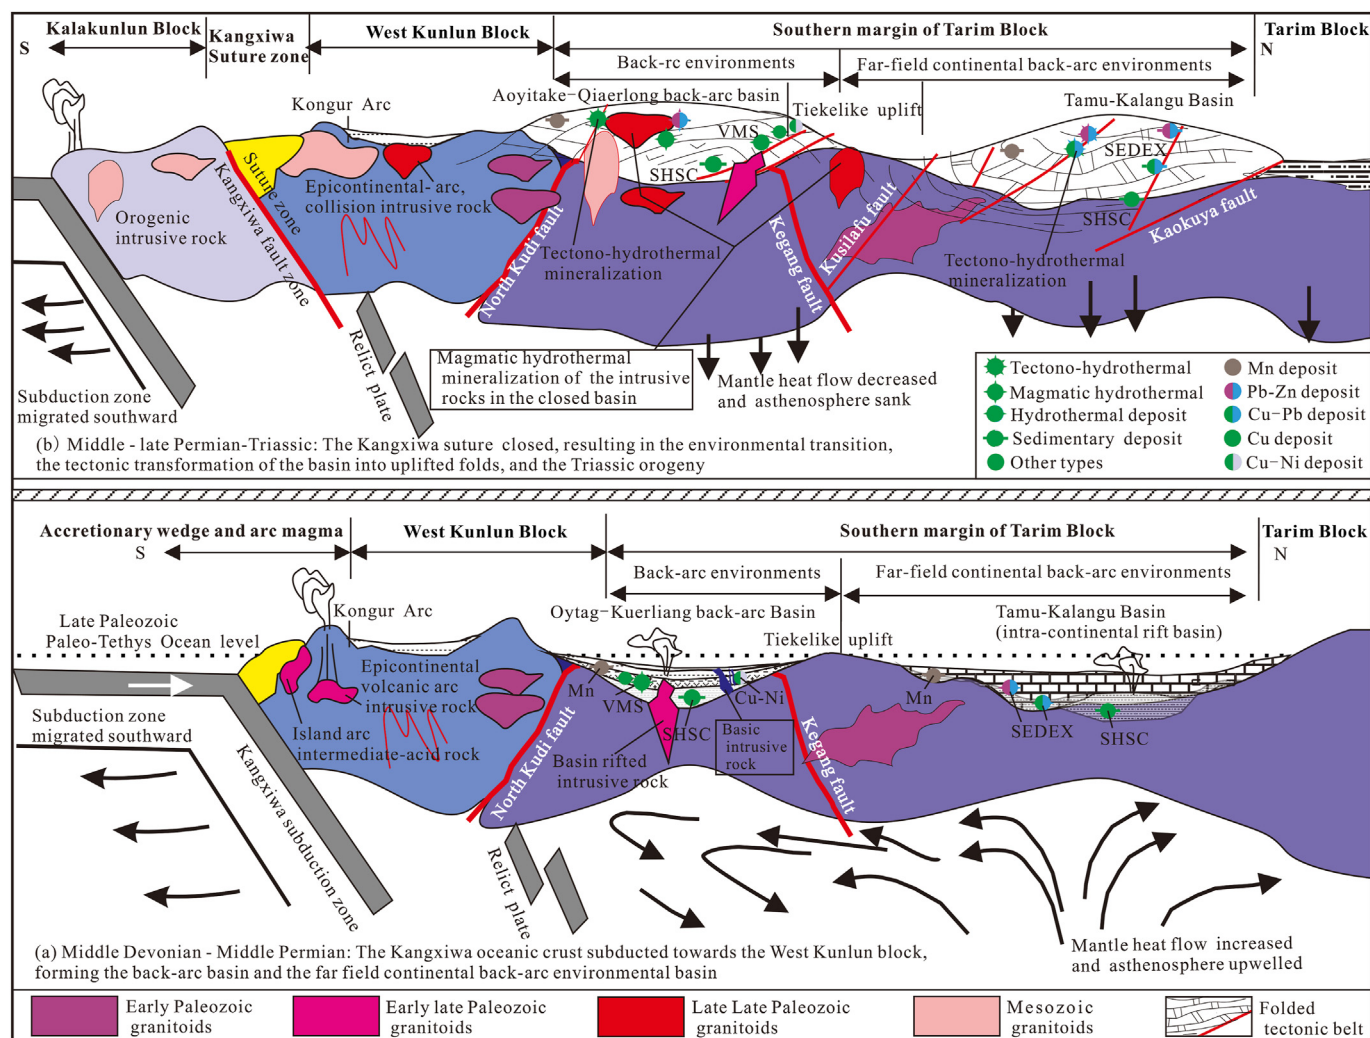 Kalakunlun Block
Kangxiwa
Suture zone
West Kunlun Block
Southern margin of Tarim Block
Tarim Block
S
N
Back-rc environments
Far-field continental back-arc environments
Kongur Arc
Aoyitake-Qiaerlong back-arc basin
Tiekelike uplift
Tamu-Kalangu Basin
VMS
SEDEX
SHSC
SHSC
Suture zone
Kangxiwa fault zone
Epicontinental- arc,
collision intrusive rock
Orogenic
intrusive rock
North Kudi fault
Tectono-hydrothermal
mineralization
Kegang fault
Kusilafu fault
Kaokuya fault
Tectono-hydrothermal
mineralization
Relict plate
Subduction zone
migrated southward
Magmatic hydrothermal
mineralization of the intrusive
rocks in the closed basin
Mantle heat flow decreased
and asthenosphere sank
Tectono-hydrothermal
Magmatic hydrothermal
Hydrothermal deposit
Sedimentary deposit
Other types
Mn deposit
Pb-Zn deposit
Cu-Pb deposit
Cu deposit
Cu-Ni deposit
(b) Middle - late Permian-Triassic: The Kangxiwa suture closed, resulting in the environmental transition,
the tectonic transformation of the basin into uplifted folds, and the Triassic orogeny
Accretionary wedge and arc magma
West Kunlun Block
Southern margin of Tarim Block
Tarim Block
S
N
Back-arc environments
Far-field continental back-arc environments
Kongur Arc
Oytag-Kuerliang back-arc Basin
Tiekelike uplift
Tamu-Kalangu Basin
(intra-continental rift basin)
Late Paleozoic
Paleo-Tethys Ocean level
Epicontinental
volcanic arc
intrusive rock
Mn
VMS
Cu-Ni
SHSC
Mn
SEDEX
SHSC
Subduction zone
migrated southward
Island arc
intermediate-acid rock
Kangxiwa subduction zone
North Kudi fault
Basin rifted
intrusive rock
Basic
intrusive
rock
Kegang fault
Relict plate
Mantle heat flow increased
and asthenosphere upwelled
(a) Middle Devonian - Middle Permian: The Kangxiwa oceanic crust subducted towards the West Kunlun block,
forming the back-arc basin and the far field continental back-arc environmental basin
Early Paleozoic
granitoids
Early late Paleozoic
granitoids
Late Late Paleozoic
granitoids
Mesozoic
granitoids
Folded
tectonic belt